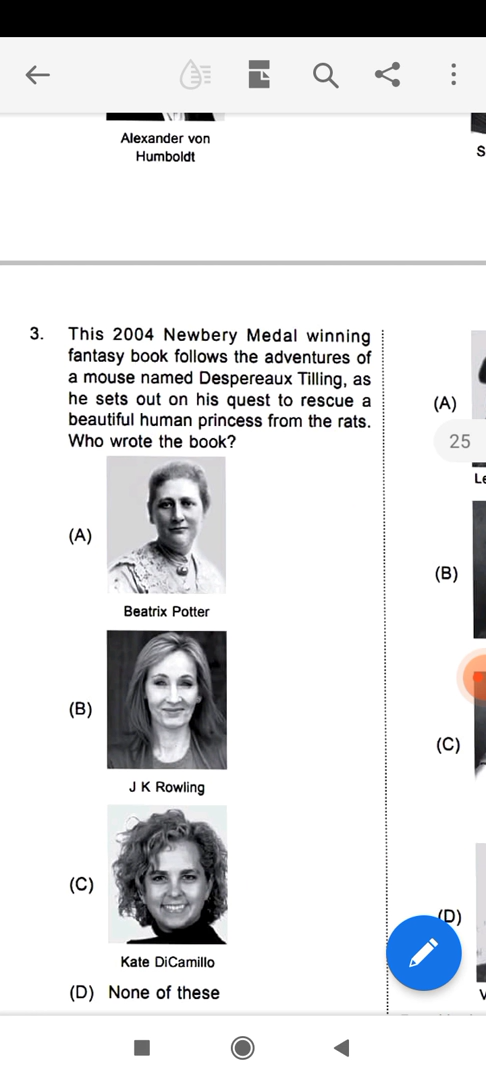 Alexander von
Humboldt
S
3. This 2004 Newbery Medal winning
fantasy book follows the adventures of
a mouse named Despereaux Tilling, as
he sets out on his quest to rescue a
beautiful human princess from the rats.
Who wrote the book?
(A)
Beatrix Potter
(B)
J K Rowling
(C)
Kate DiCamillo
(D) None of these
(A)
25
Le
(B)
(C)
(D)
V